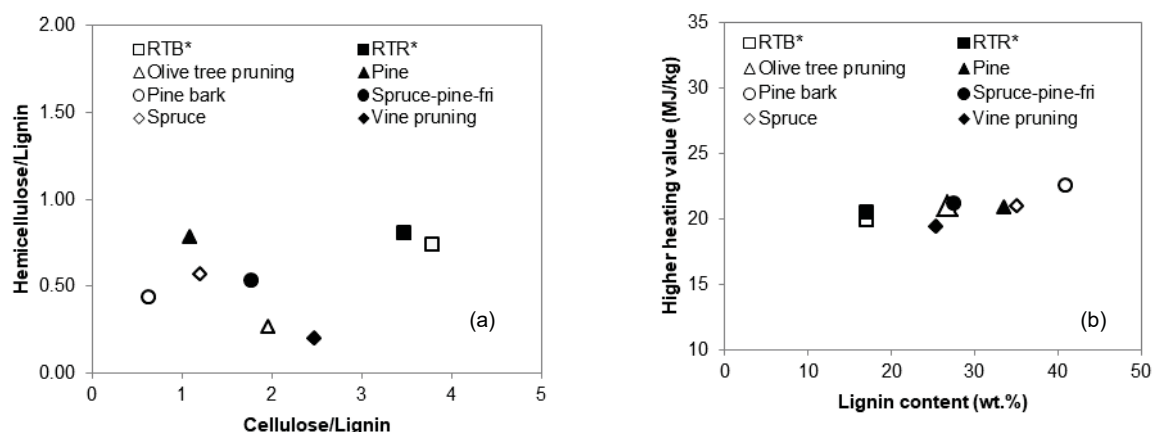 2.00
1.50
1.00
0.50
0.00
Hemicellulose/Lignin
RTB* RTR*
Olive tree pruning Pine
Pine bark Spruce-pine-fri
Spruce Vine pruning
(a)
0 1 2 3 4 5
Cellulose/Lignin
35
30
25
20
15
10
Higher heating value (MJ/kg)
RTB* RTR*
Olive tree pruning Pine
Pine bark Spruce-pine-fri
Spruce Vine pruning
(b)
0 10 20 30 40 50
Lignin content (wt.%)